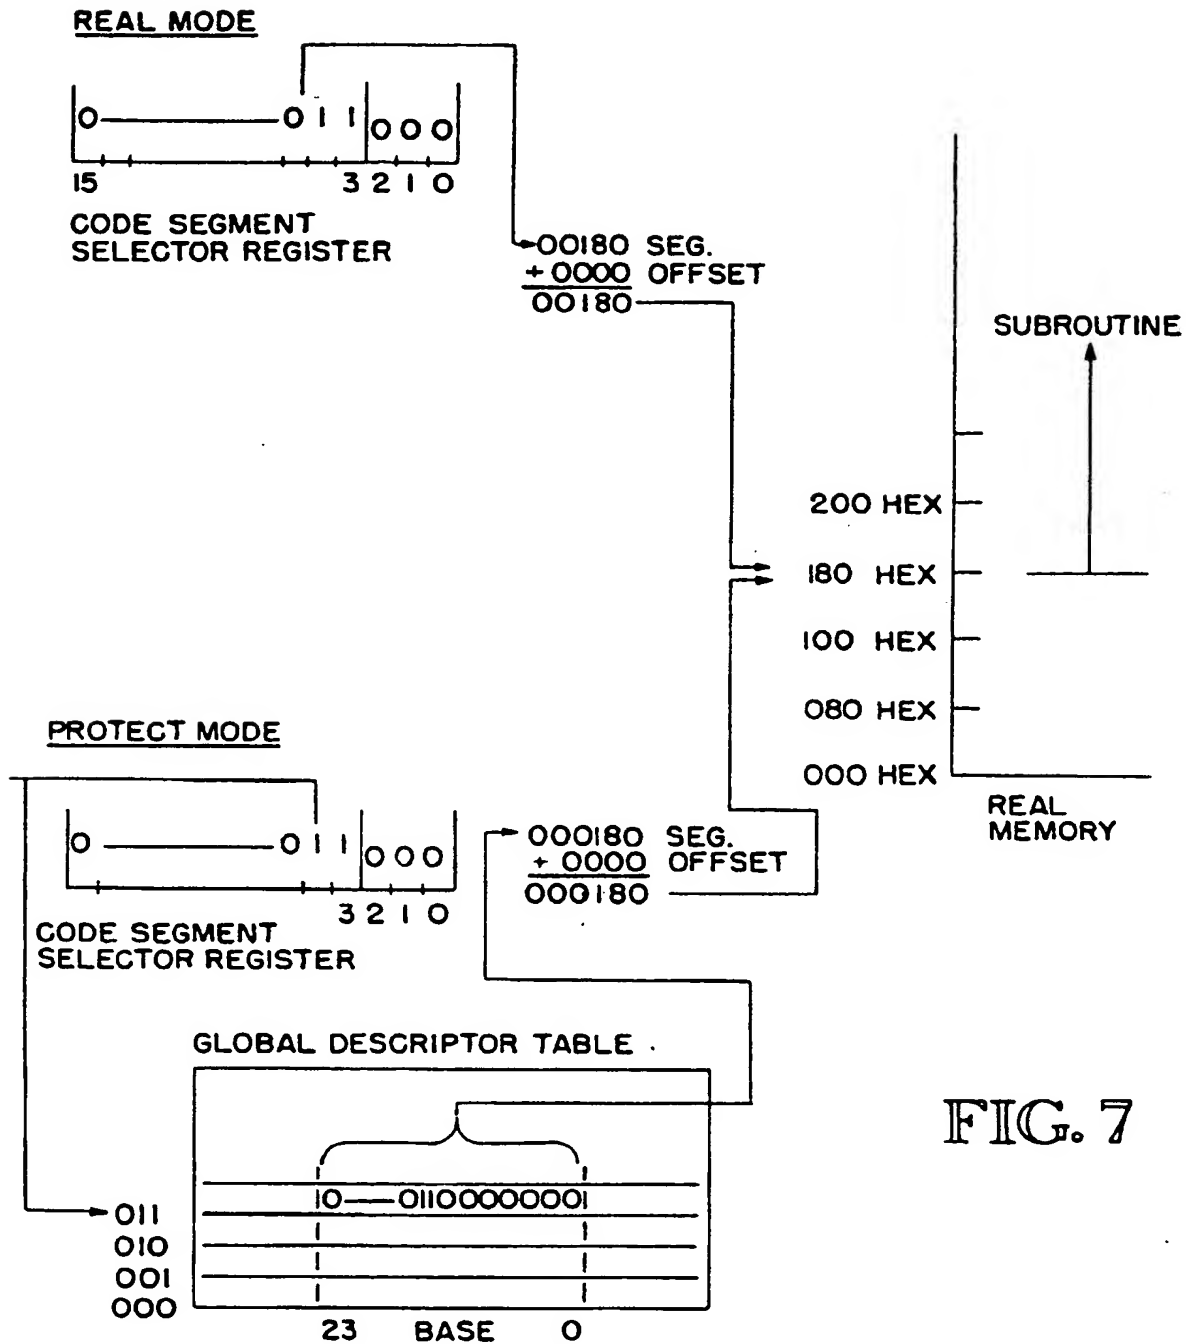 REAL MODE
0 ———— 0 1 1 0 0 0
15 3 2 1 0
CODE SEGMENT
SELECTOR REGISTER
00180 SEG.
+ 0000 OFFSET
00180
SUBROUTINE
200 HEX
180 HEX
100 HEX
080 HEX
000 HEX
REAL
MEMORY
PROTECT MODE
0 ———— 0 1 1 0 0 0
3 2 1 0
CODE SEGMENT
SELECTOR REGISTER
000180 SEG.
+ 0000 OFFSET
000180
GLOBAL DESCRIPTOR TABLE
0——0110000000
011
010
001
000
23 BASE 0
FIG. 7